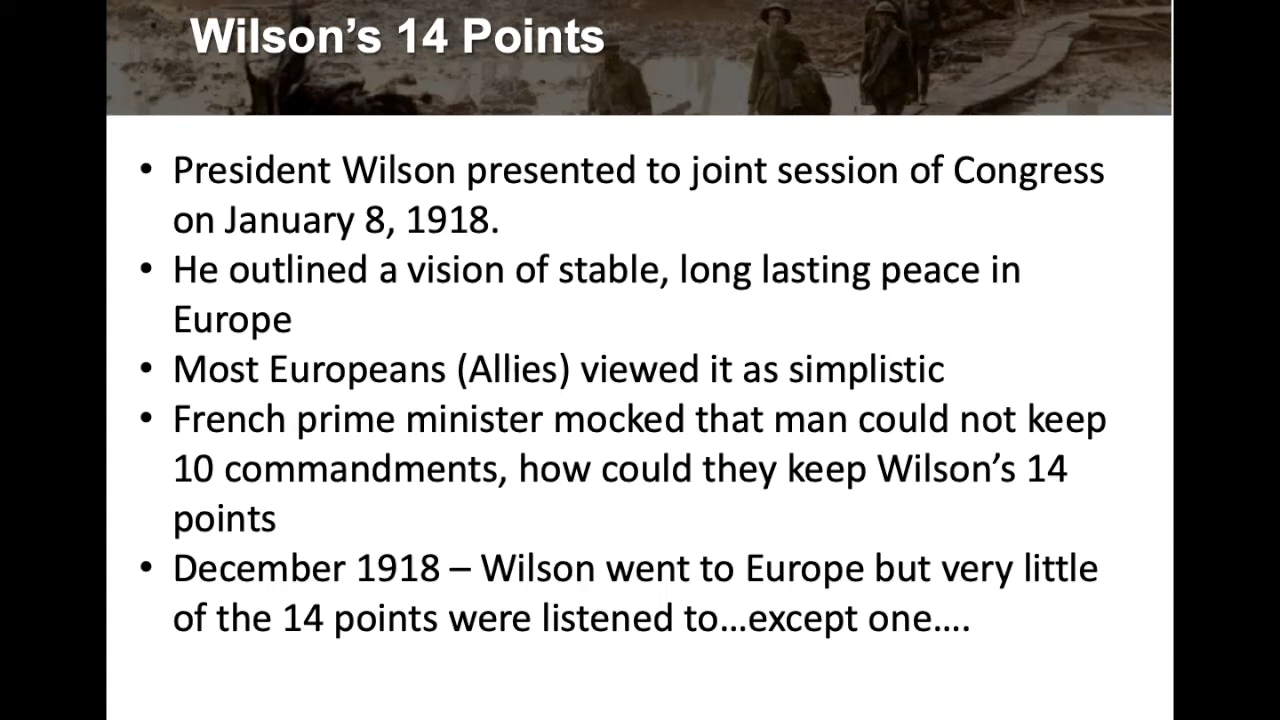 Wilson’s 14 Points
• President Wilson presented to joint session of Congress
on January 8, 1918.
• He outlined a vision of stable, long lasting peace in
Europe
• Most Europeans (Allies) viewed it as simplistic
• French prime minister mocked that man could not keep
10 commandments, how could they keep Wilson’s 14
points
• December 1918 – Wilson went to Europe but very little
of the 14 points were listened to…except one….